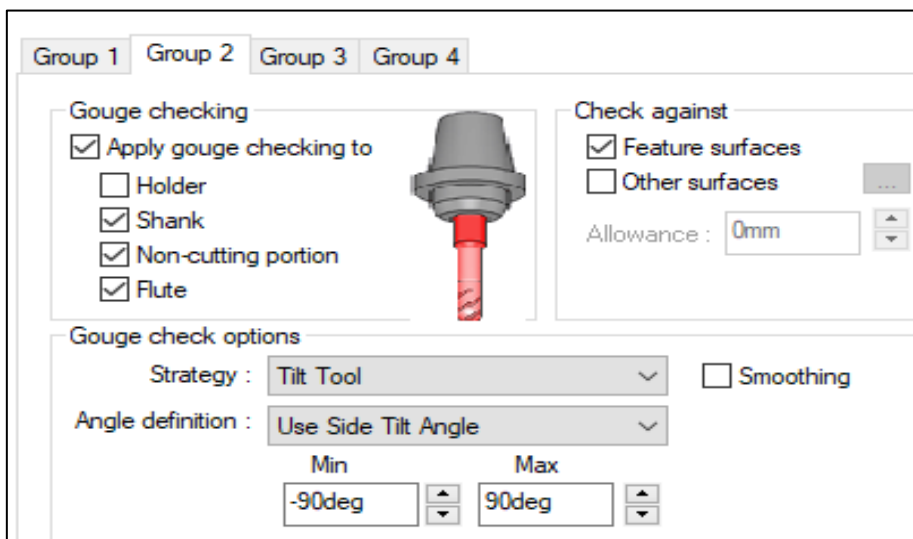 Group 1 Group 2 Group 3 Group 4
Gouge checking
Apply gouge checking to
Holder
Shank
Non-cutting portion
Flute
Check against
Feature surfaces
Other surfaces
...
Allowance : 0mm
Gouge check options
Strategy : Tilt Tool
Smoothing
Angle definition : Use Side Tilt Angle
Min Max
-90deg 90deg